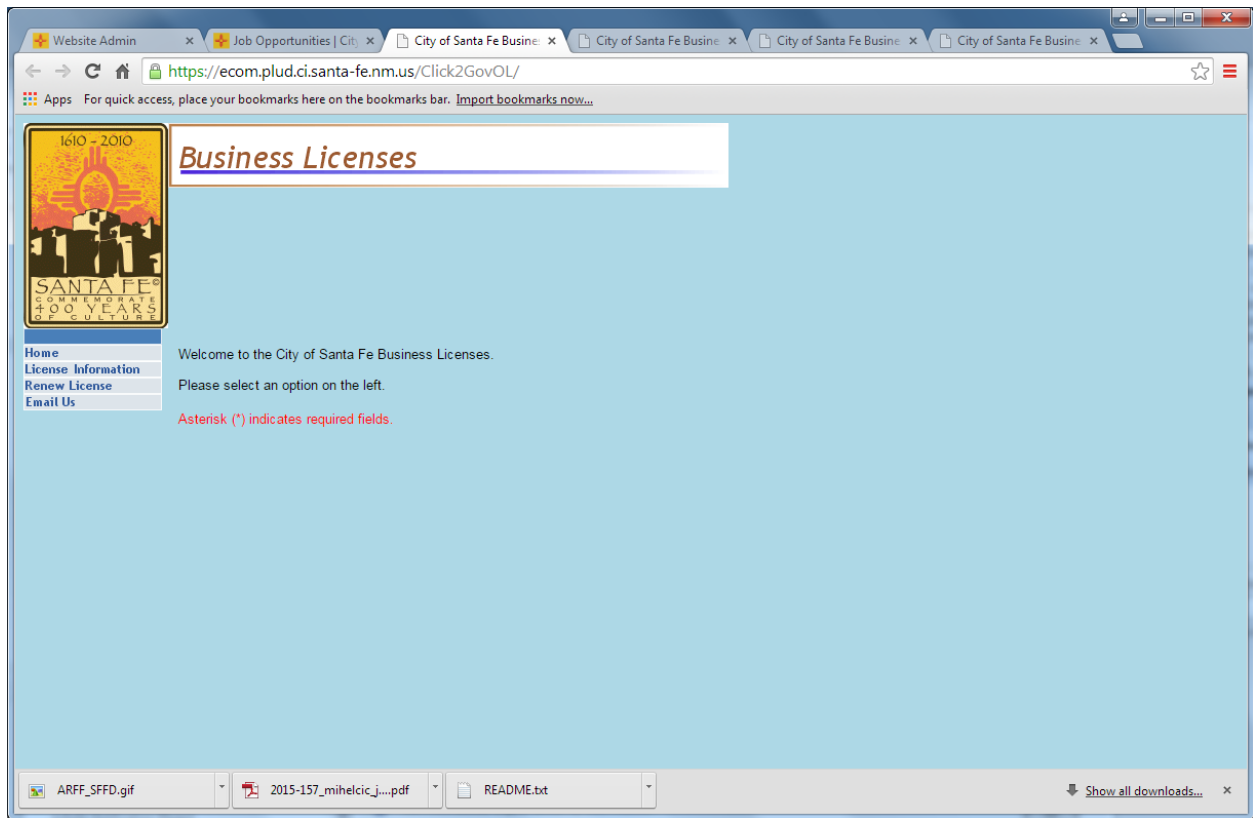 Website Admin
Job Opportunities | City
City of Santa Fe Busine
City of Santa Fe Busine
City of Santa Fe Busine
City of Santa Fe Busine
https://ecom.plud.ci.santa-fe.nm.us/Click2GovOL/
Apps For quick access, place your bookmarks here on the bookmarks bar. Import bookmarks now...
1610 - 2010
SANTA FE©
COMMEMORATE
400 YEARS
OF CULTURE
Business Licenses
Home
License Information
Renew License
Email Us
Welcome to the City of Santa Fe Business Licenses.
Please select an option on the left.
Asterisk (*) indicates required fields.
ARFF_SFFD.gif
2015-157_mihelcic_j....pdf
README.txt
Show all downloads...